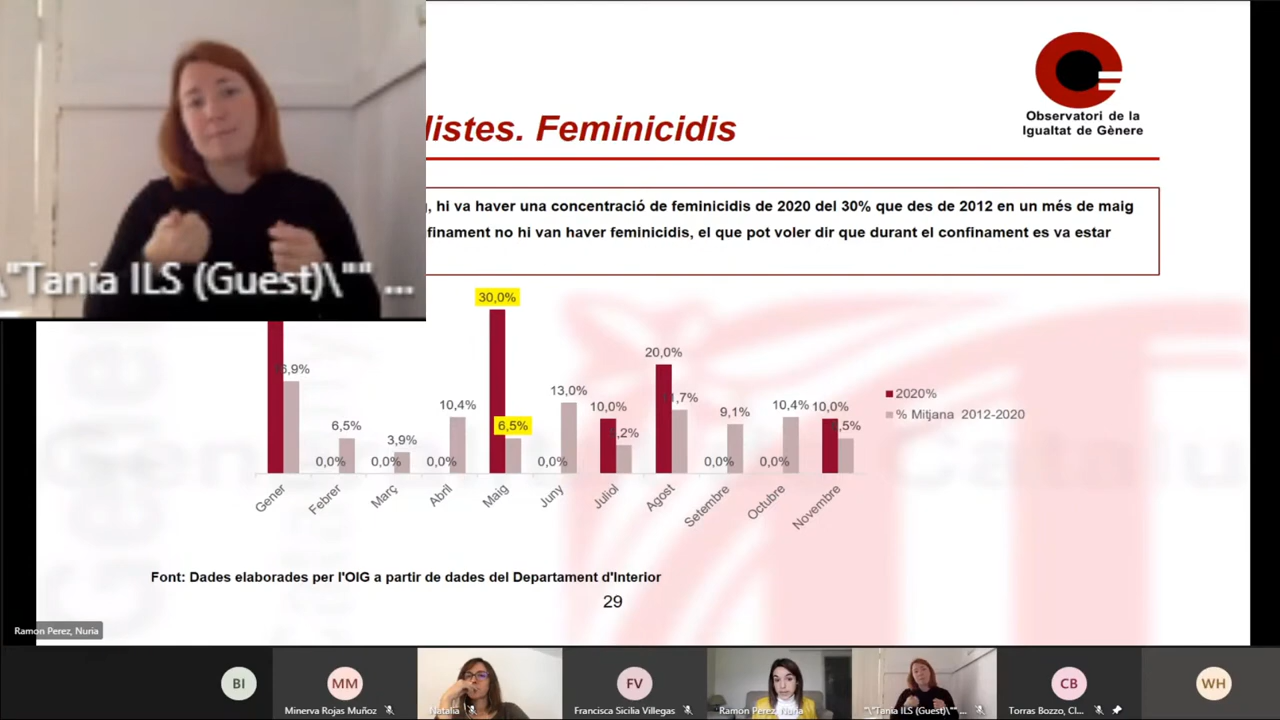 Observatori de la
Igualtat de Gènere
listes. Feminicidis
, hi va haver una concentració de feminicidis de 2020 del 30% que des de 2012 en un més de maig
finament no hi van haver feminicidis, el que pot voler dir que durant el confinament es va estar
\"Tania ILS (Guest)\"" ...
30,0%
6,9%
6,5%
0,0%
3,9%
0,0%
10,4%
0,0%
6,5%
13,0%
0,0%
10,0%
,2%
20,0%
1,7%
9,1%
0,0%
10,4%
0,0%
10,0%
,5%
2020%
% Mitjana 2012-2020
Gener
Febrer
Març
Abril
Maig
Juny
Juliol
Agost
Setembre
Octubre
Novembre
Font: Dades elaborades per l'OIG a partir de dades del Departament d'Interior
29
Ramon Perez, Nuria
BI
MM
Minerva Rojas Muñoz
Natalia
FV
Francisca Sicilia Villegas
Ramon Perez, Nuria
"\"Tania ILS (Guest)\"" ...
CB
Torras Bozzo, Cl...
WH